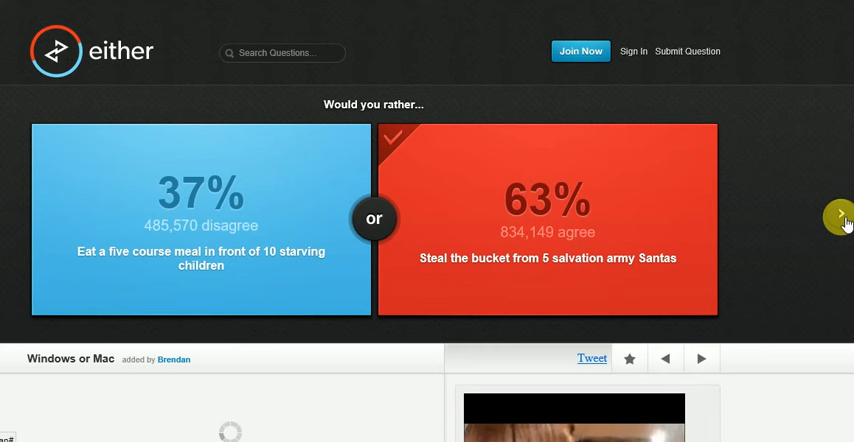 either
Search Questions...
Join Now
Sign In
Submit Question
Would you rather...
37%
485,570 disagree
Eat a five course meal in front of 10 starving
children
or
63%
834,149 agree
Steal the bucket from 5 salvation army Santas
Windows or Mac added by Brendan
Tweet